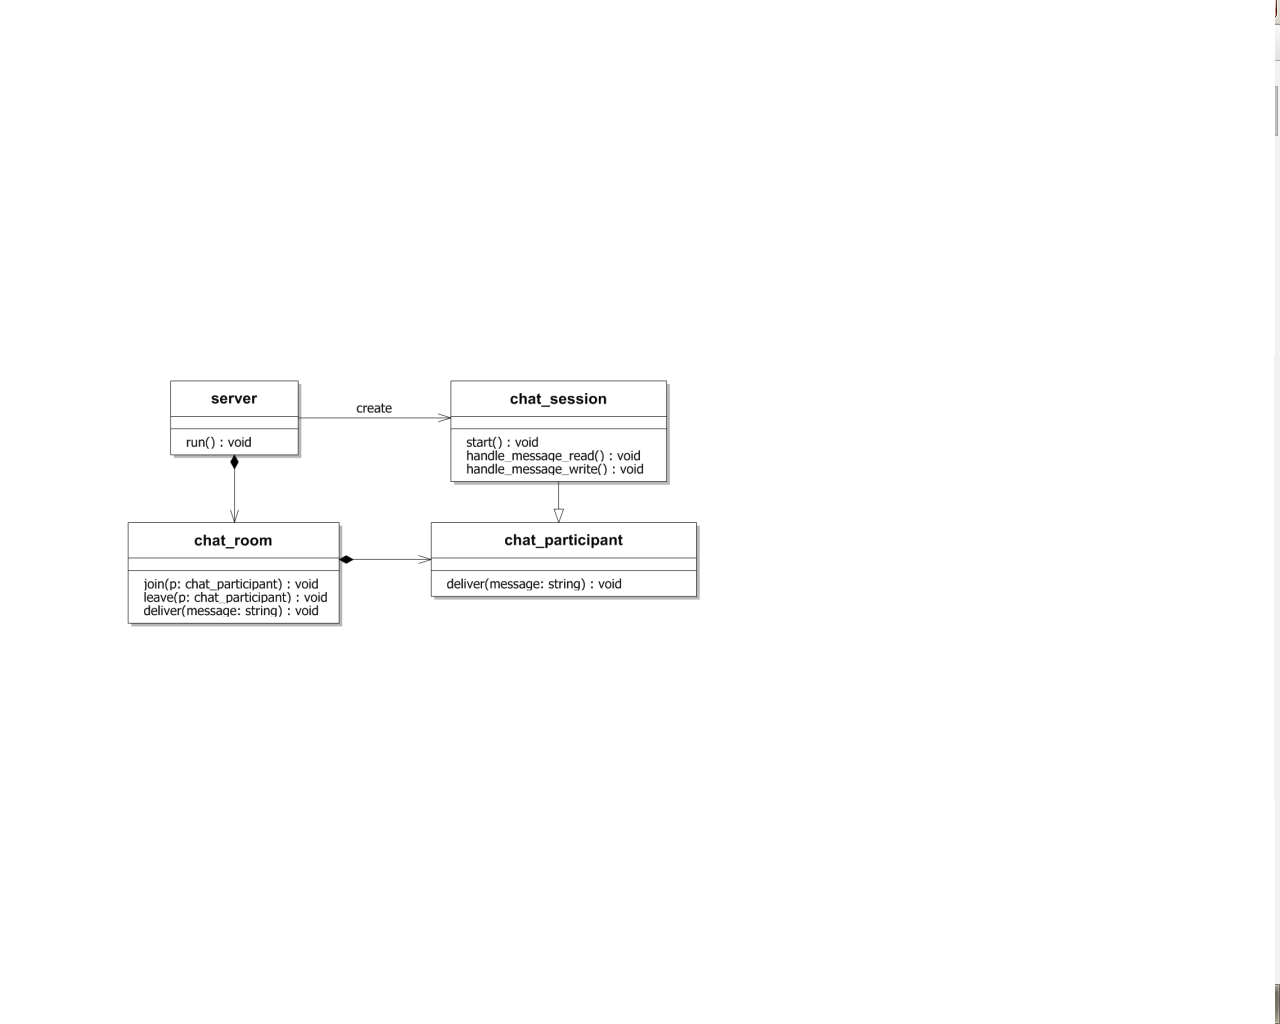 server
run() : void
create
chat_session
start() : void
handle_message_read() : void
handle_message_write() : void
chat_room
join(p: chat_participant) : void
leave(p: chat_participant) : void
deliver(message: string) : void
chat_participant
deliver(message: string) : void